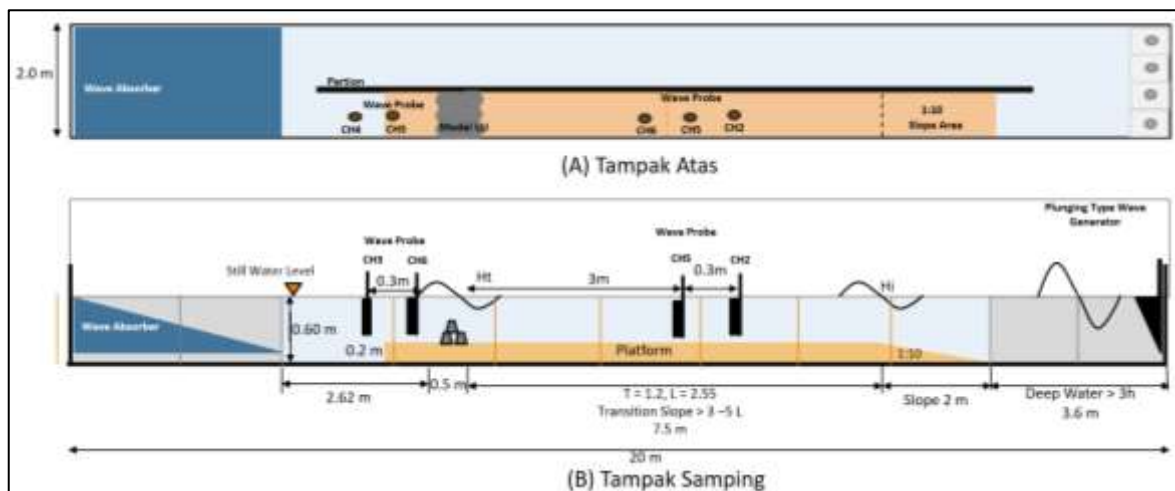 2.0 m
Wave Absorber
Partion
Wave Probe
CH4
CH5
Model Uji
Wave Probe
CH6
CH5
CH2
1:10
Slope Area
(A) Tampak Atas
Plunging Type Wave
Generator
Wave Probe
Wave Probe
CH6
CH5
CH2
Still Water Level
0.3m
Ht
3m
0.3m
Hi
Wave Absorber
0.60 m
0.2 m
Platform
1:10
2.62 m
0.5 m
T = 1.2, L = 2.55
Transition Slope > 3 –5 L
7.5 m
Slope 2 m
Deep Water > 3h
3.6 m
20 m
(B) Tampak Samping